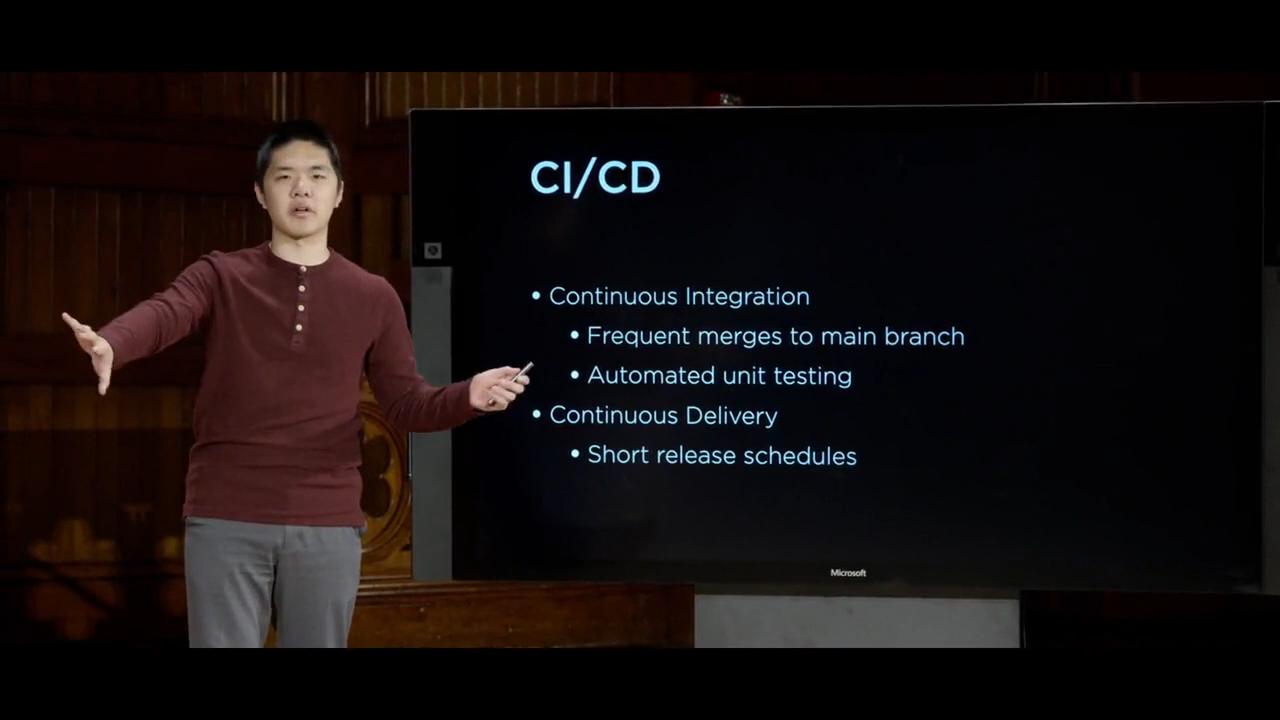 CI/CD
• Continuous Integration
• Frequent merges to main branch
• Automated unit testing
• Continuous Delivery
• Short release schedules
Microsoft